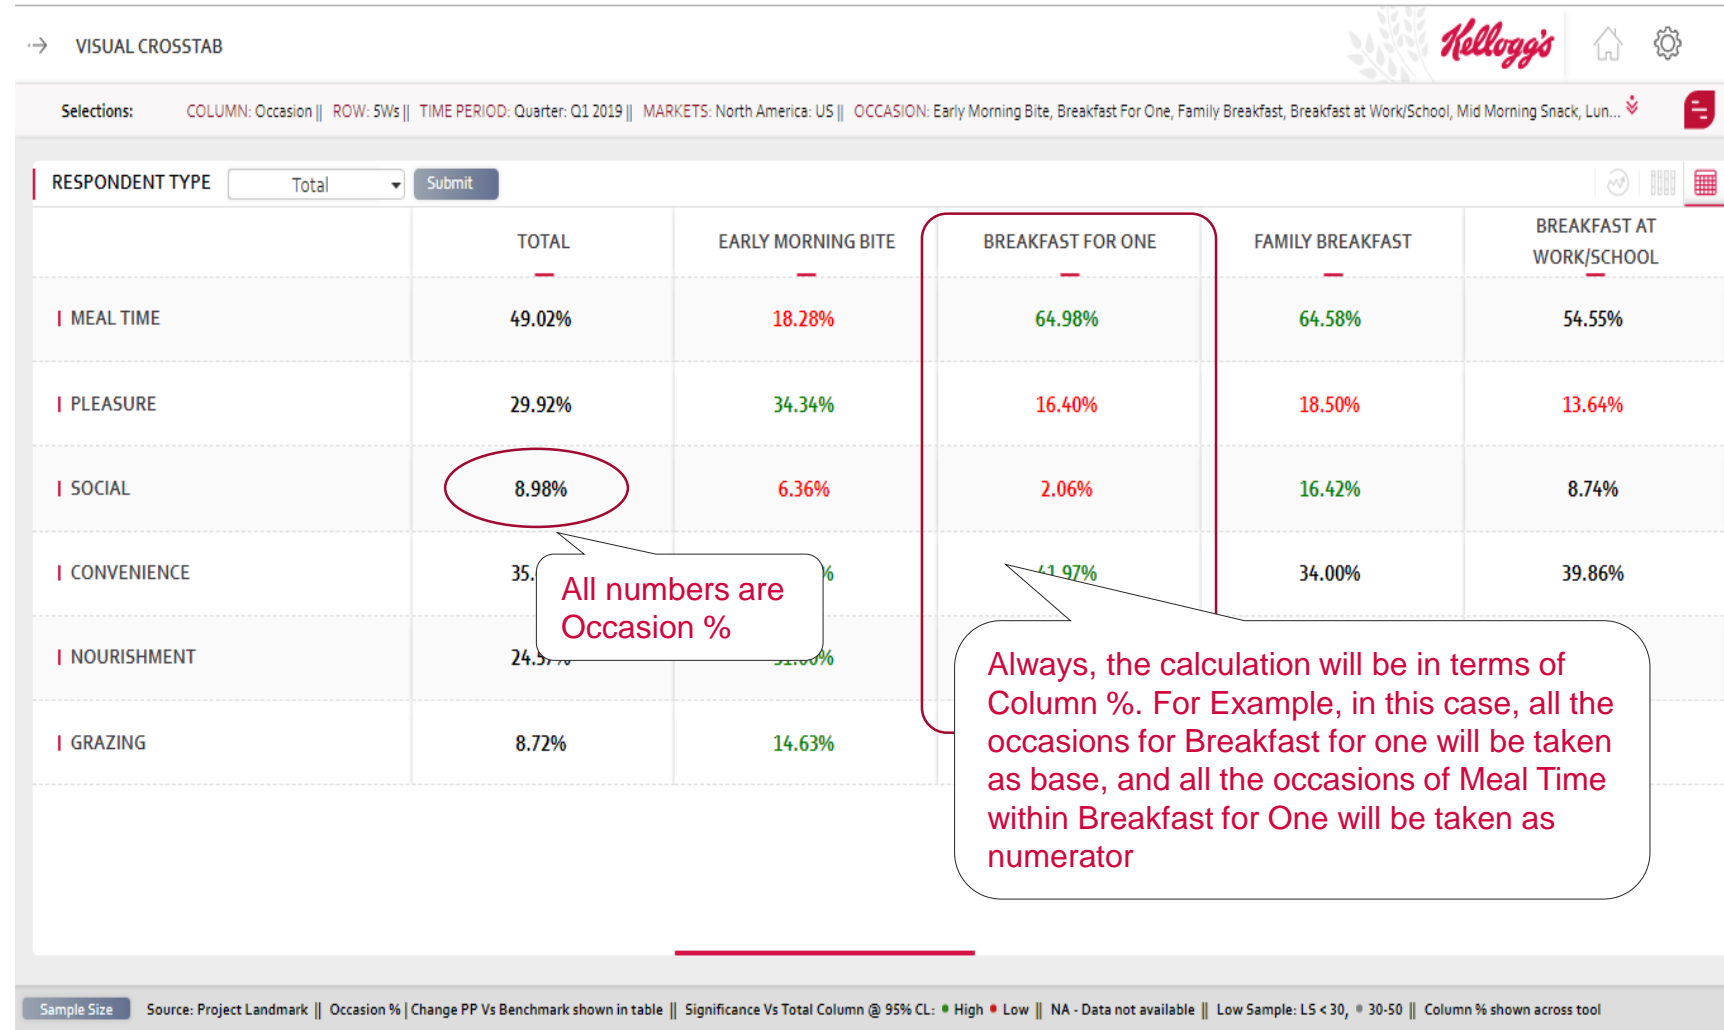 VISUAL CROSSTAB
Kellogg's
Selections: COLUMN: Occasion || ROW: 5Ws || TIME PERIOD: Quarter: Q1 2019 || MARKETS: North America: US || OCCASION: Early Morning Bite, Breakfast For One, Family Breakfast, Breakfast at Work/School, Mid Morning Snack, Lun...
RESPONDENT TYPE Total Submit
TOTAL EARLY MORNING BITE BREAKFAST FOR ONE FAMILY BREAKFAST BREAKFAST AT
WORK/SCHOOL
MEAL TIME 49.02% 18.28% 64.98% 64.58% 54.55%
PLEASURE 29.92% 34.34% 16.40% 18.50% 13.64%
SOCIAL 8.98% 6.36% 2.06% 16.42% 8.74%
CONVENIENCE 35. % 41.97% 34.00% 39.86%
NOURISHMENT
GRAZING 8.72% 14.63%
All numbers are
Occasion %
Always, the calculation will be in terms of
Column %. For Example, in this case, all the
occasions for Breakfast for one will be taken
as base, and all the occasions of Meal Time
within Breakfast for One will be taken as
numerator
Sample Size Source: Project Landmark || Occasion % | Change PP Vs Benchmark shown in table || Significance Vs Total Column @ 95% CL: • High • Low || NA - Data not available || Low Sample: LS < 30, • 30-50 || Column % shown across tool